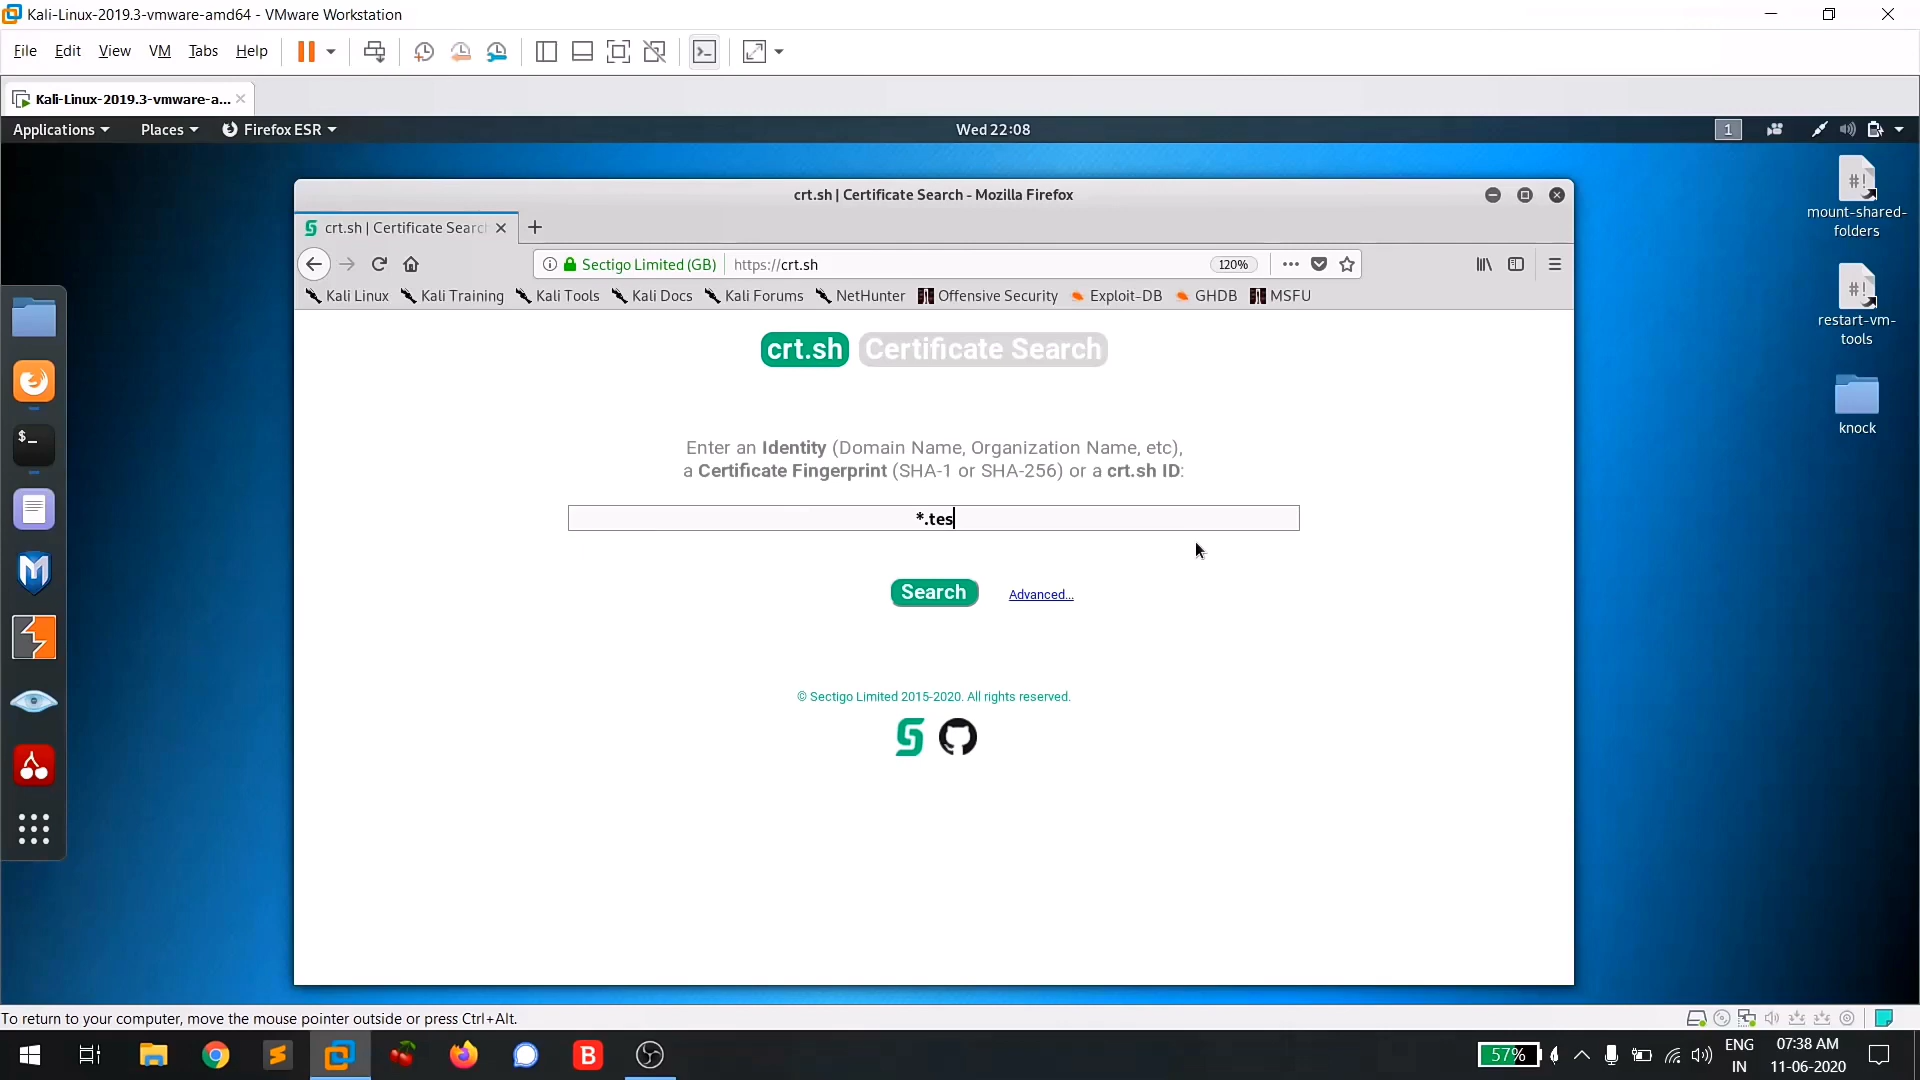 Kali-Linux-2019.3-vmware-amd64 - VMware Workstation
File Edit View VM Tabs Help
Kali-Linux-2019.3-vmware-a...
Applications Places Firefox ESR Wed 22:08 1
crt.sh | Certificate Search - Mozilla Firefox
crt.sh | Certificate Searc
Sectigo Limited (GB) https://crt.sh 120%
Kali Linux Kali Training Kali Tools Kali Docs Kali Forums NetHunter Offensive Security Exploit-DB GHDB MSFU
crt.sh Certificate Search
Enter an Identity (Domain Name, Organization Name, etc),
a Certificate Fingerprint (SHA-1 or SHA-256) or a crt.sh ID:
*.tes
Search Advanced...
© Sectigo Limited 2015-2020. All rights reserved.
#!
mount-shared-
folders
#!
restart-vm-
tools
knock
$_
To return to your computer, move the mouse pointer outside or press Ctrl+Alt.
B
57%
ENG
IN
07:38 AM
11-06-2020